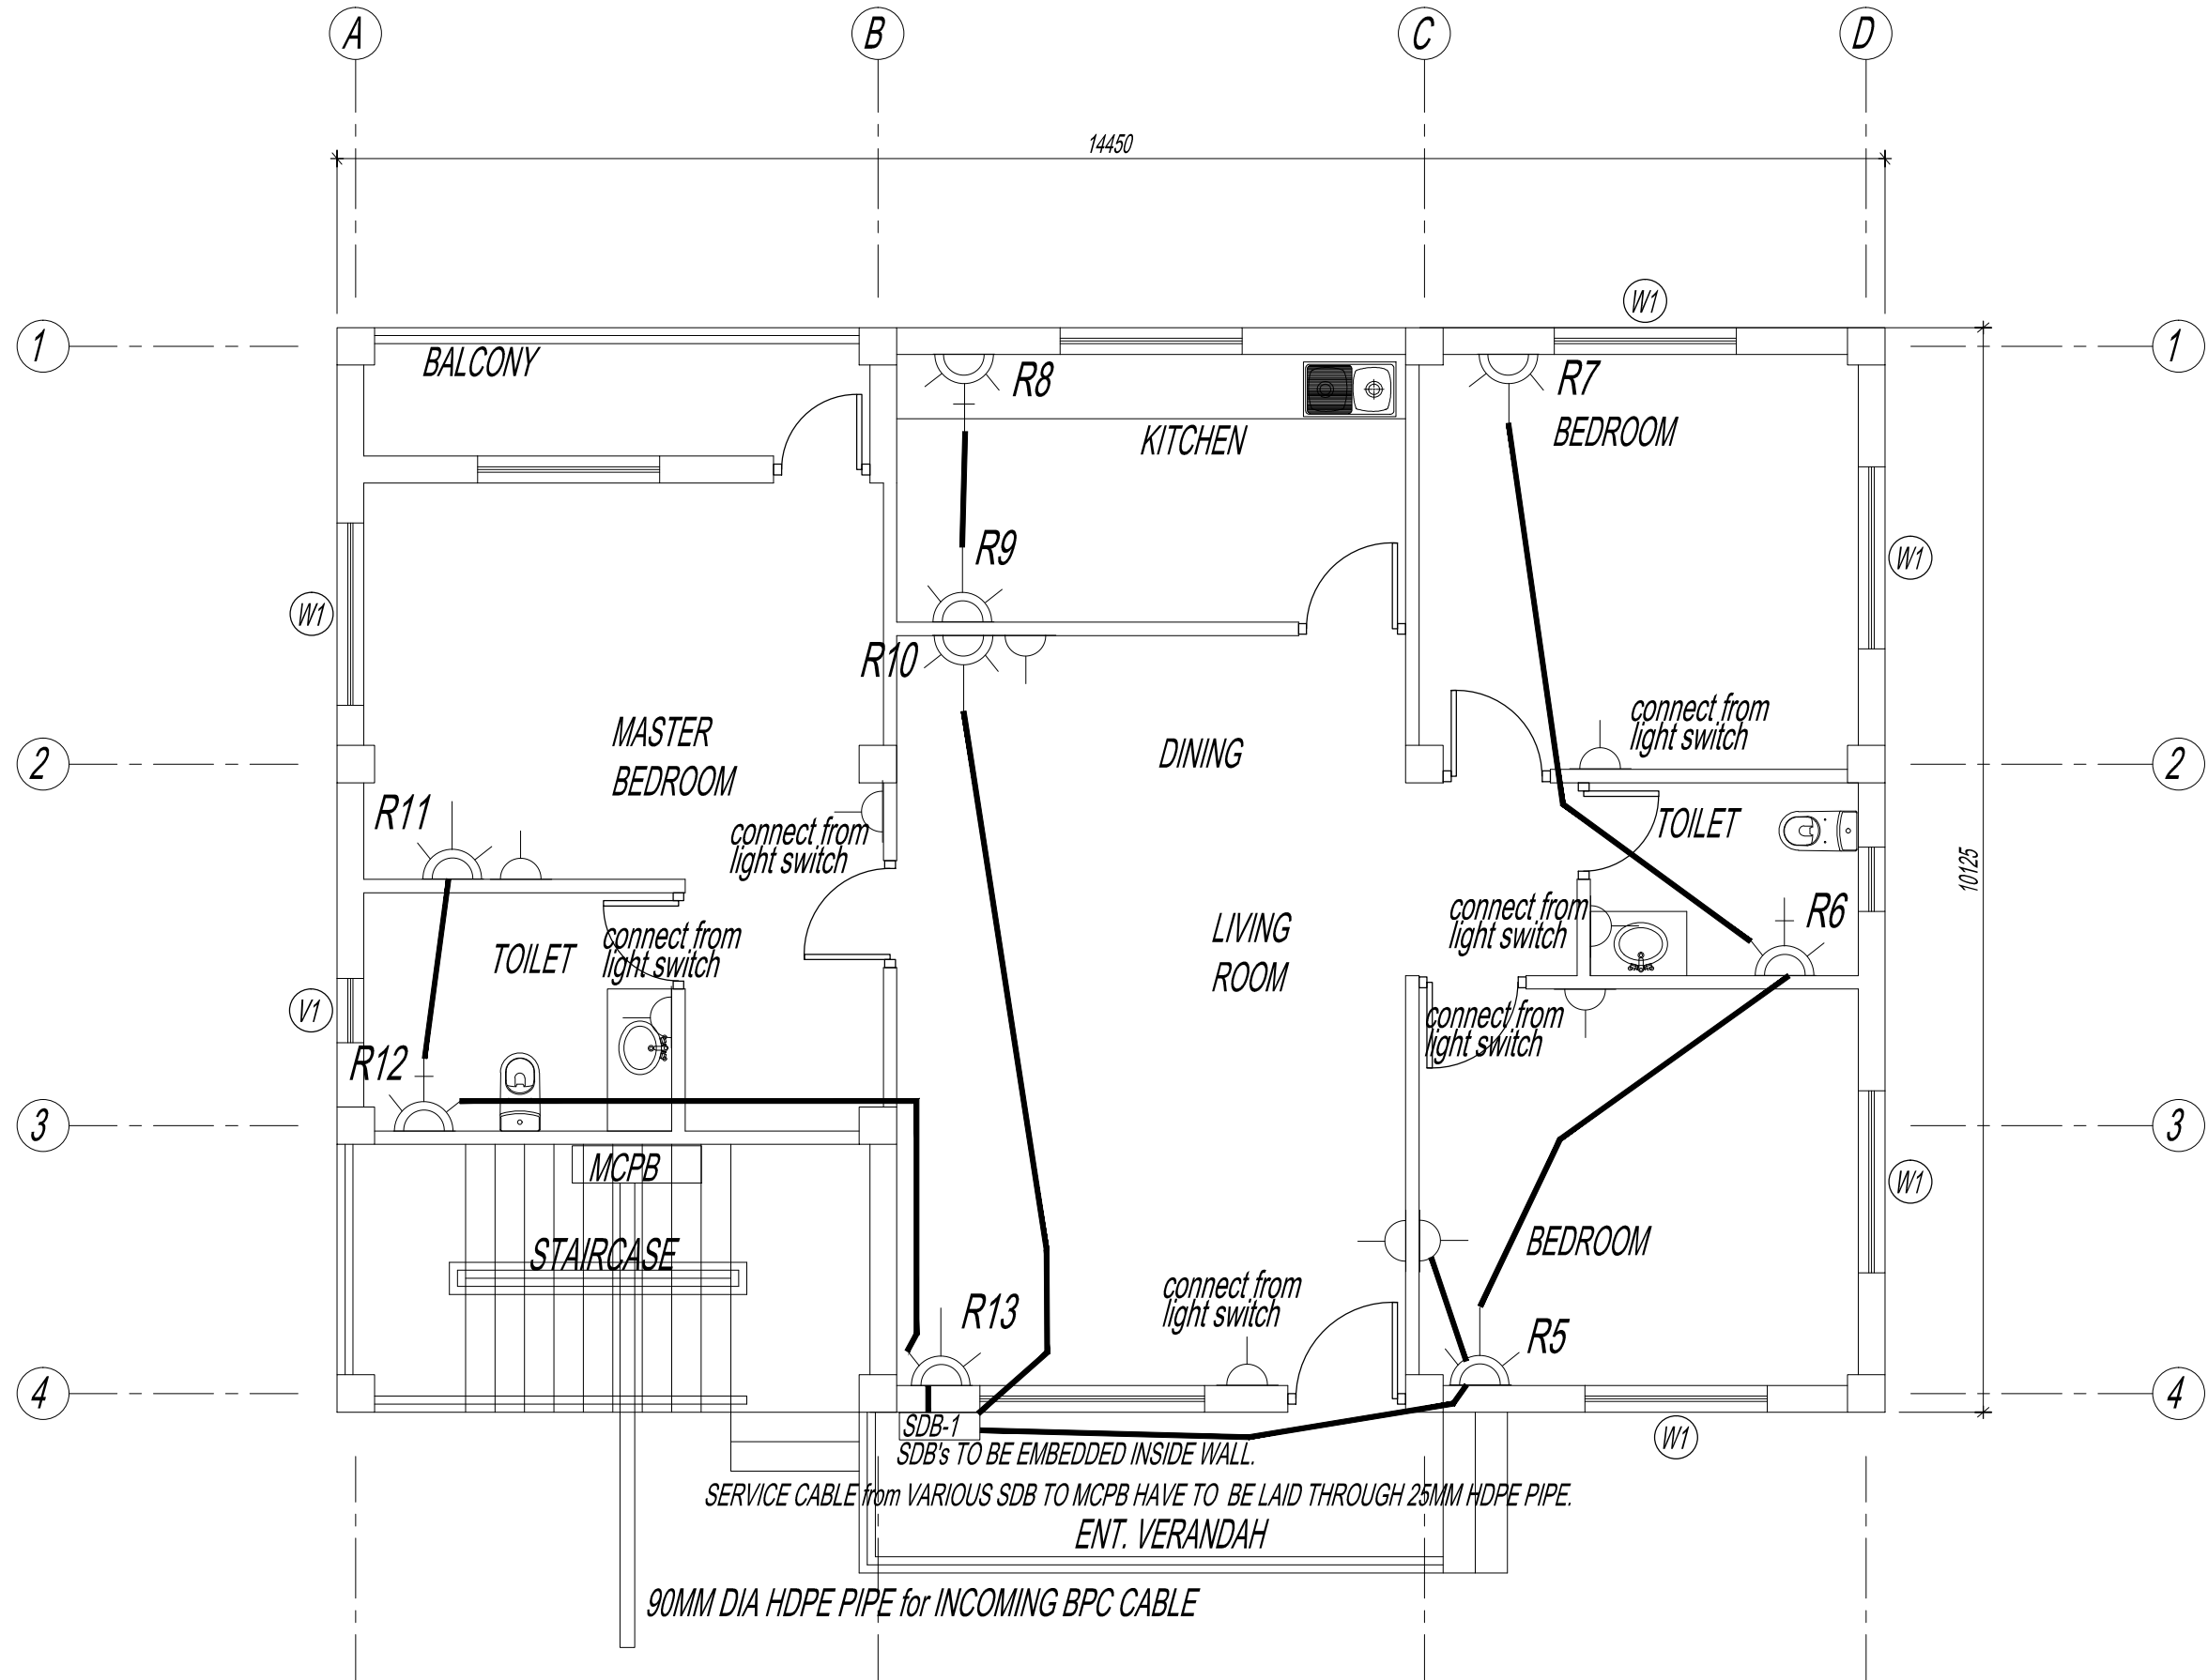 A
B
C
D
14450
W1
1
1
BALCONY
R8
R7
KITCHEN
BEDROOM
R9
W1
W1
R10
MASTER
BEDROOM
DINING
connect from
light switch
2
2
R11
connect from
light switch
TOILET
10125
TOILET
connect from
light switch
LIVING
ROOM
connect from
light switch
R6
V1
connect from
light switch
R12
3
3
MCPB
W1
STAIRCASE
BEDROOM
R13
connect from
light switch
R5
4
4
SDB-1
W1
SDB's TO BE EMBEDDED INSIDE WALL.
SERVICE CABLE from VARIOUS SDB TO MCPB HAVE TO BE LAID THROUGH 25MM HDPE PIPE.
ENT. VERANDAH
90MM DIA HDPE PIPE for INCOMING BPC CABLE